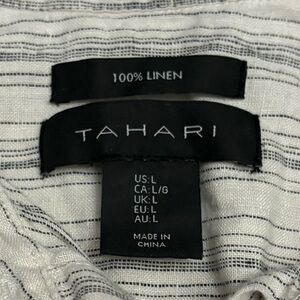 100% LINEN
TAHARI
US:L
CA:L/G
UK:L
EU:L
AU:L
MADE IN
CHINA